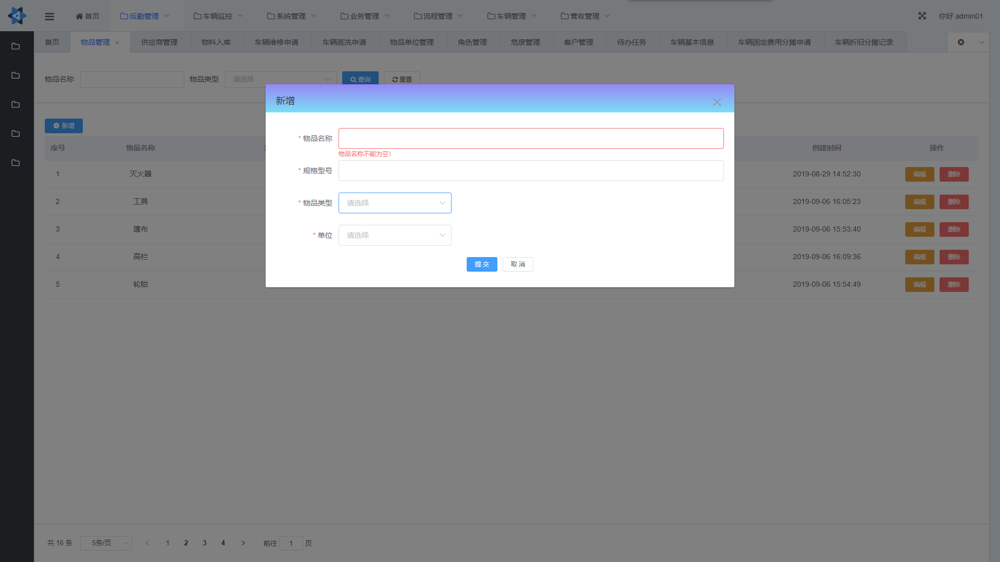 首页 后勤管理 车辆监控 系统管理 业务管理 流程管理 车辆管理 营收管理 你好 admin01
首页 物品管理 供应商管理 物料入库 车辆维修申请 车辆蒸洗申请 物品单位管理 角色管理 危废管理 客户管理 待办任务 车辆基本信息 车辆固定费用分摊申请 车辆折旧分摊记录
物品名称 物品类型 请选择 查询 重置
新增
* 物品名称
物品名称不能为空!
* 规格型号
* 物品类型 请选择
* 单位 请选择
提 交 取 消
新增
序号 物品名称 创建时间 操作
1 灭火器 2019-08-29 14:52:30 编辑 删除
2 工具 2019-09-06 16:05:23 编辑 删除
3 篷布 2019-09-06 15:53:40 编辑 删除
4 高栏 2019-09-06 16:09:36 编辑 删除
5 轮胎 2019-09-06 15:54:49 编辑 删除
共 16 条 5条/页 1 2 3 4 前往 1 页